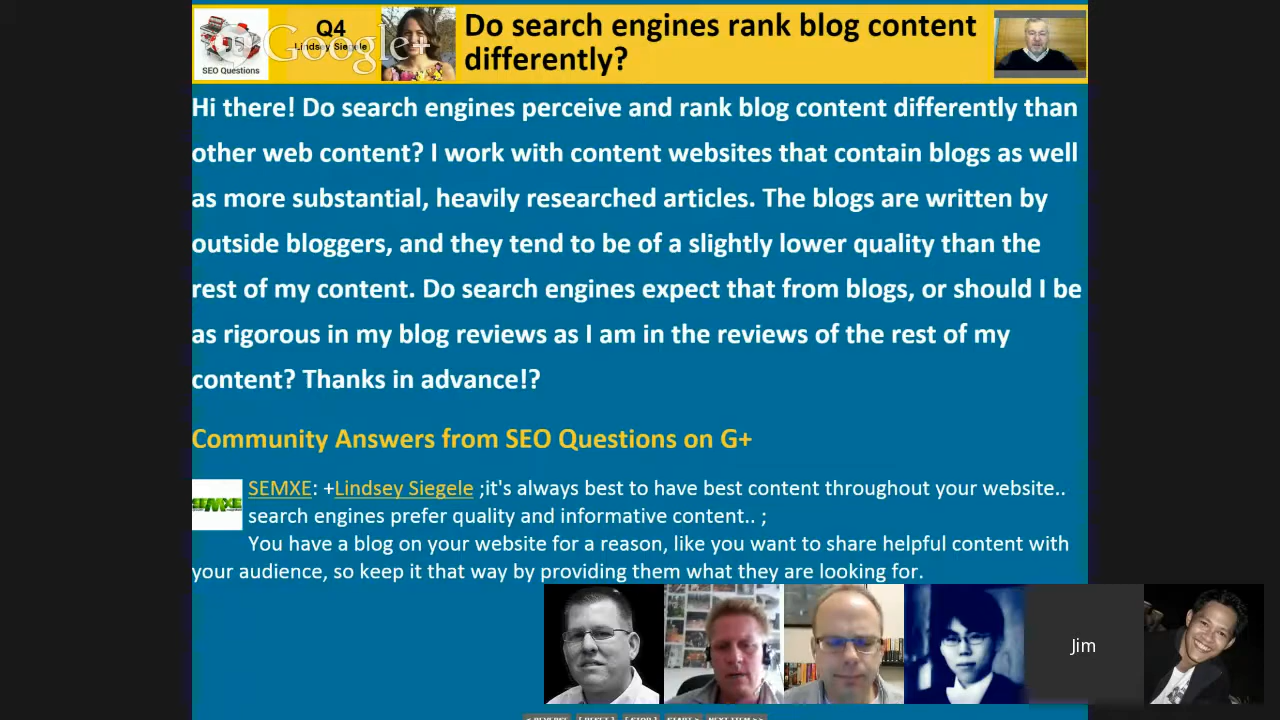 SEO Questions
Q4
Lindsey Siegele
Google+
Do search engines rank blog content
differently?
Hi there! Do search engines perceive and rank blog content differently than
other web content? I work with content websites that contain blogs as well
as more substantial, heavily researched articles. The blogs are written by
outside bloggers, and they tend to be of a slightly lower quality than the
rest of my content. Do search engines expect that from blogs, or should I be
as rigorous in my blog reviews as I am in the reviews of the rest of my
content? Thanks in advance!?
Community Answers from SEO Questions on G+
SEMXE
SEMXE: +Lindsey Siegele ;it's always best to have best content throughout your website..
search engines prefer quality and informative content.. ;
You have a blog on your website for a reason, like you want to share helpful content with
your audience, so keep it that way by providing them what they are looking for.
Jim